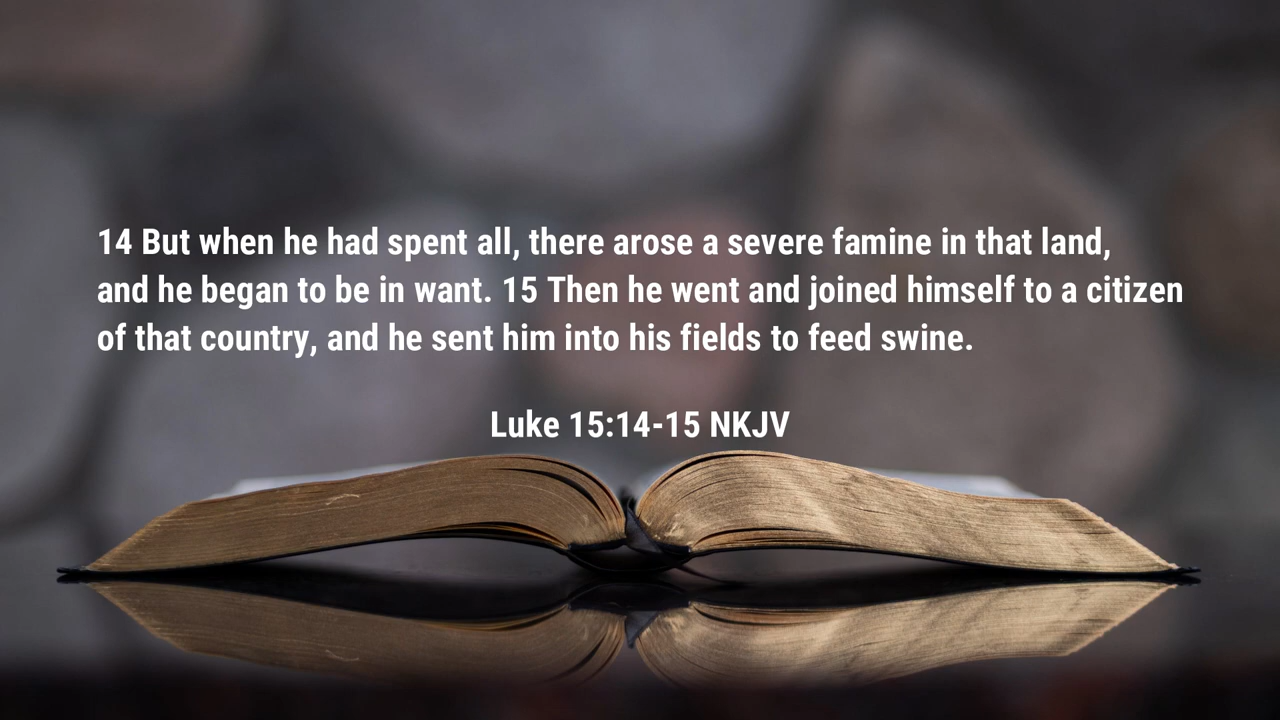 14 But when he had spent all, there arose a severe famine in that land,
and he began to be in want. 15 Then he went and joined himself to a citizen
of that country, and he sent him into his fields to feed swine.
Luke 15:14-15 NKJV